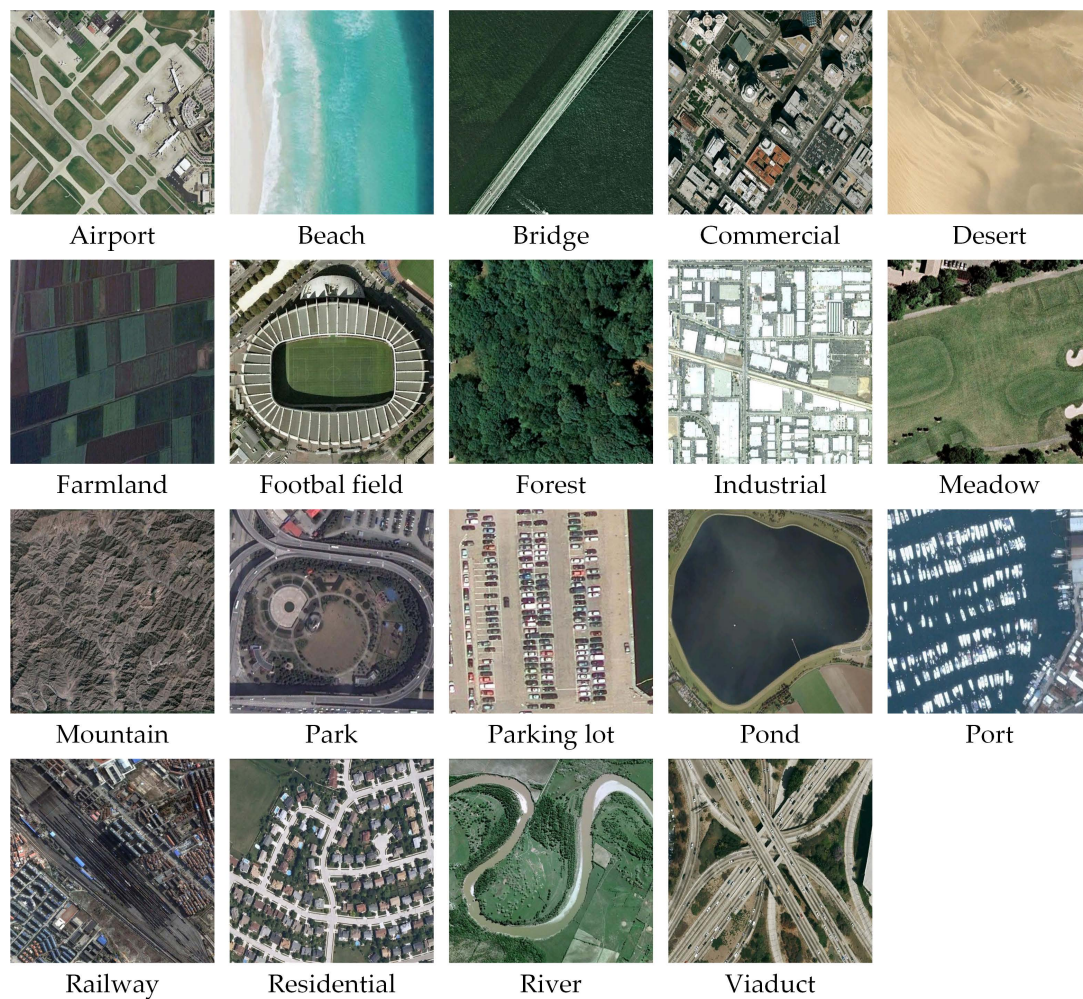 Airport
Beach
Bridge
Commercial
Desert
Farmland
Footbal field
Forest
Industrial
Meadow
Mountain
Park
Parking lot
Pond
Port
Railway
Residential
River
Viaduct